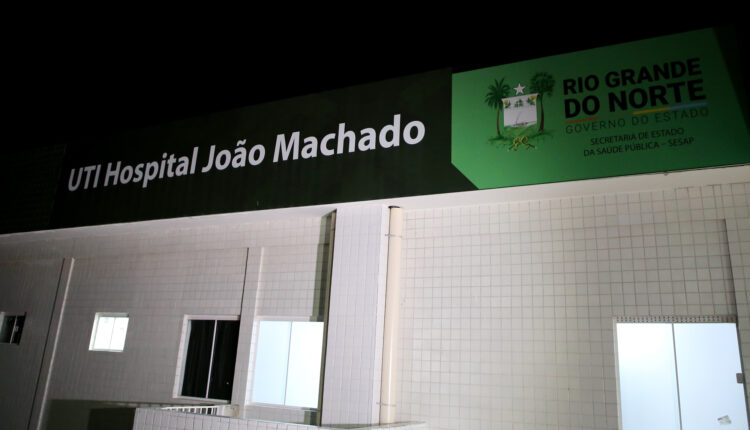 UTI Hospital João Machado
RIO GRANDE
DO NORTE
GOVERNO DO ESTADO
SECRETARIA DE ESTADO
DA SAÚDE PÚBLICA – SESAP